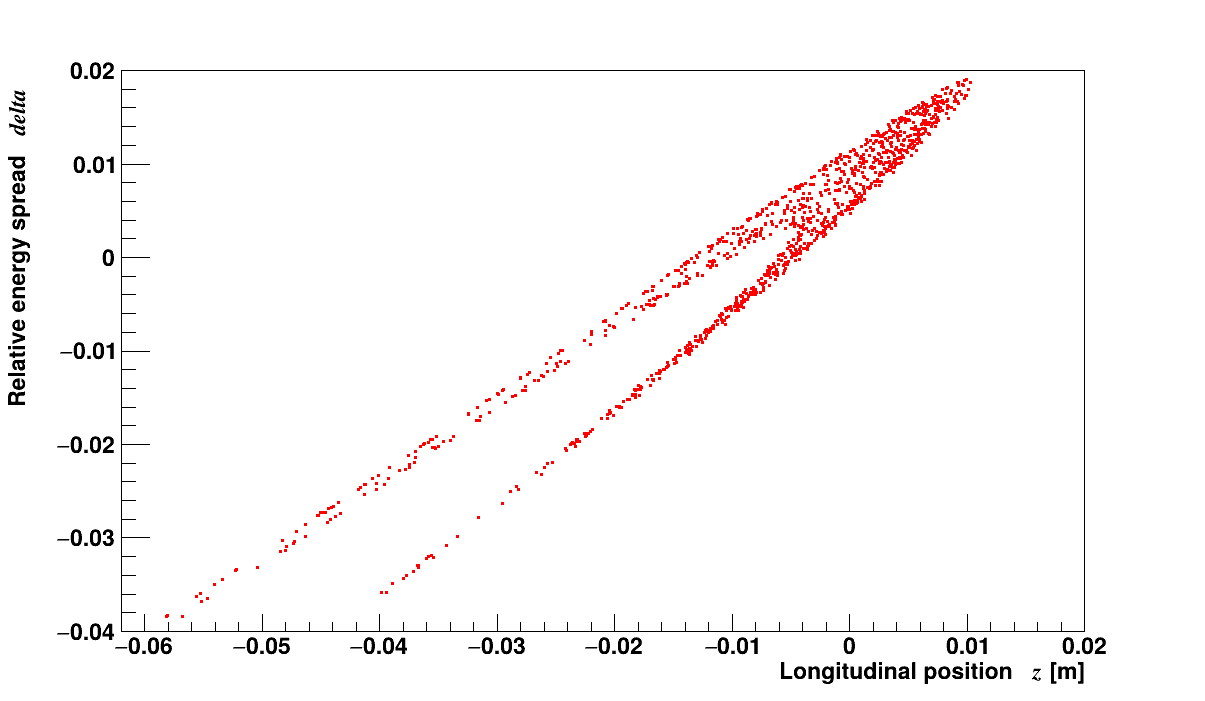 Relative energy spread delta
0.02
0.01
0
−0.01
−0.02
−0.03
−0.04
−0.06 −0.05 −0.04 −0.03 −0.02 −0.01 0 0.01 0.02
Longitudinal position z [m]